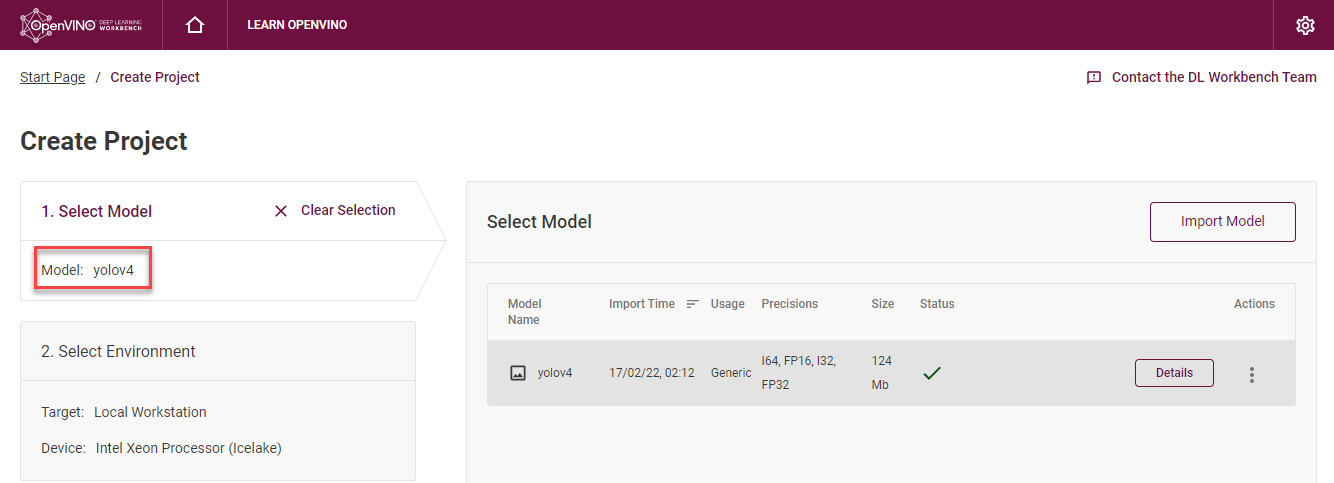 OpenVINO DEEP LEARNING WORKBENCH LEARN OPENVINO
Start Page / Create Project Contact the DL Workbench Team
Create Project
1. Select Model Clear Selection
Model: yolov4
2. Select Environment
Target: Local Workstation
Device: Intel Xeon Processor (Icelake)
Select Model Import Model
Model Name Import Time Usage Precisions Size Status Actions
yolov4 17/02/22, 02:12 Generic I64, FP16, I32, FP32 124 Mb Details